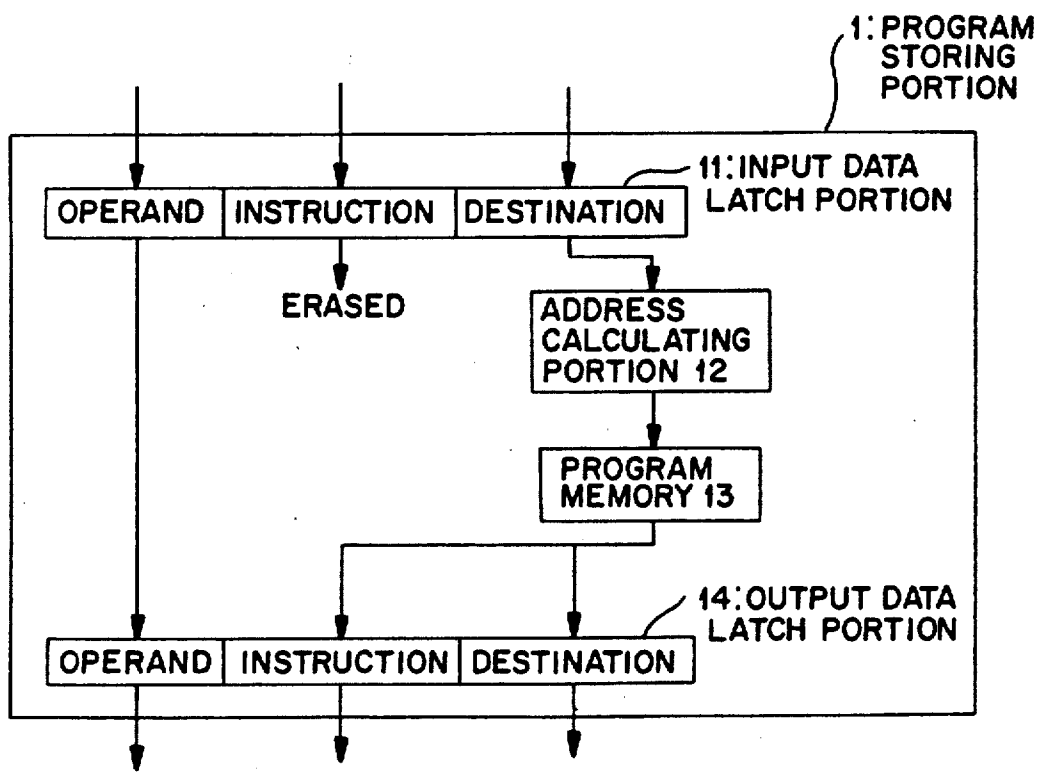 1: PROGRAM
STORING
PORTION
11: INPUT DATA
LATCH PORTION
OPERAND INSTRUCTION DESTINATION
ERASED
ADDRESS
CALCULATING
PORTION 12
PROGRAM
MEMORY 13
14: OUTPUT DATA
LATCH PORTION
OPERAND INSTRUCTION DESTINATION